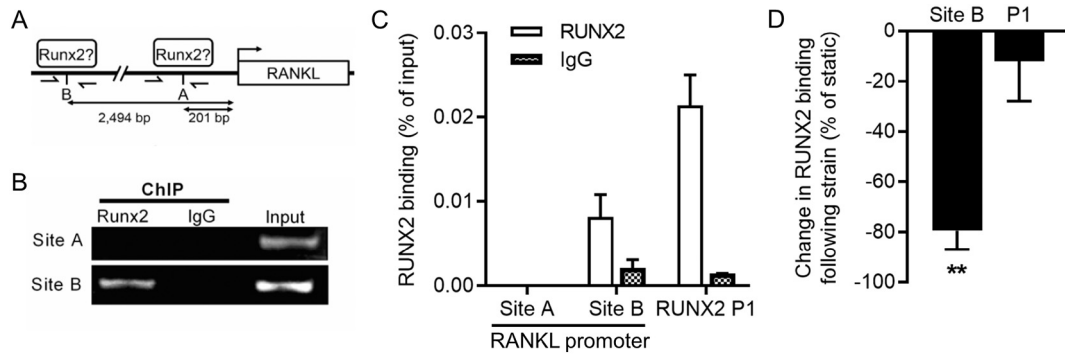 A
Runx2?
Runx2?
RANKL
B
A
2,494 bp
201 bp
B
ChIP
Runx2
IgG
Input
Site A
Site B
C
RUNX2 binding (% of input)
0.03
0.02
0.01
0.00
RUNX2
IgG
Site A
Site B
RUNX2 P1
RANKL promoter
D
Site B
P1
Change in RUNX2 binding
following strain (% of static)
0
-20
-40
-60
-80
-100
**